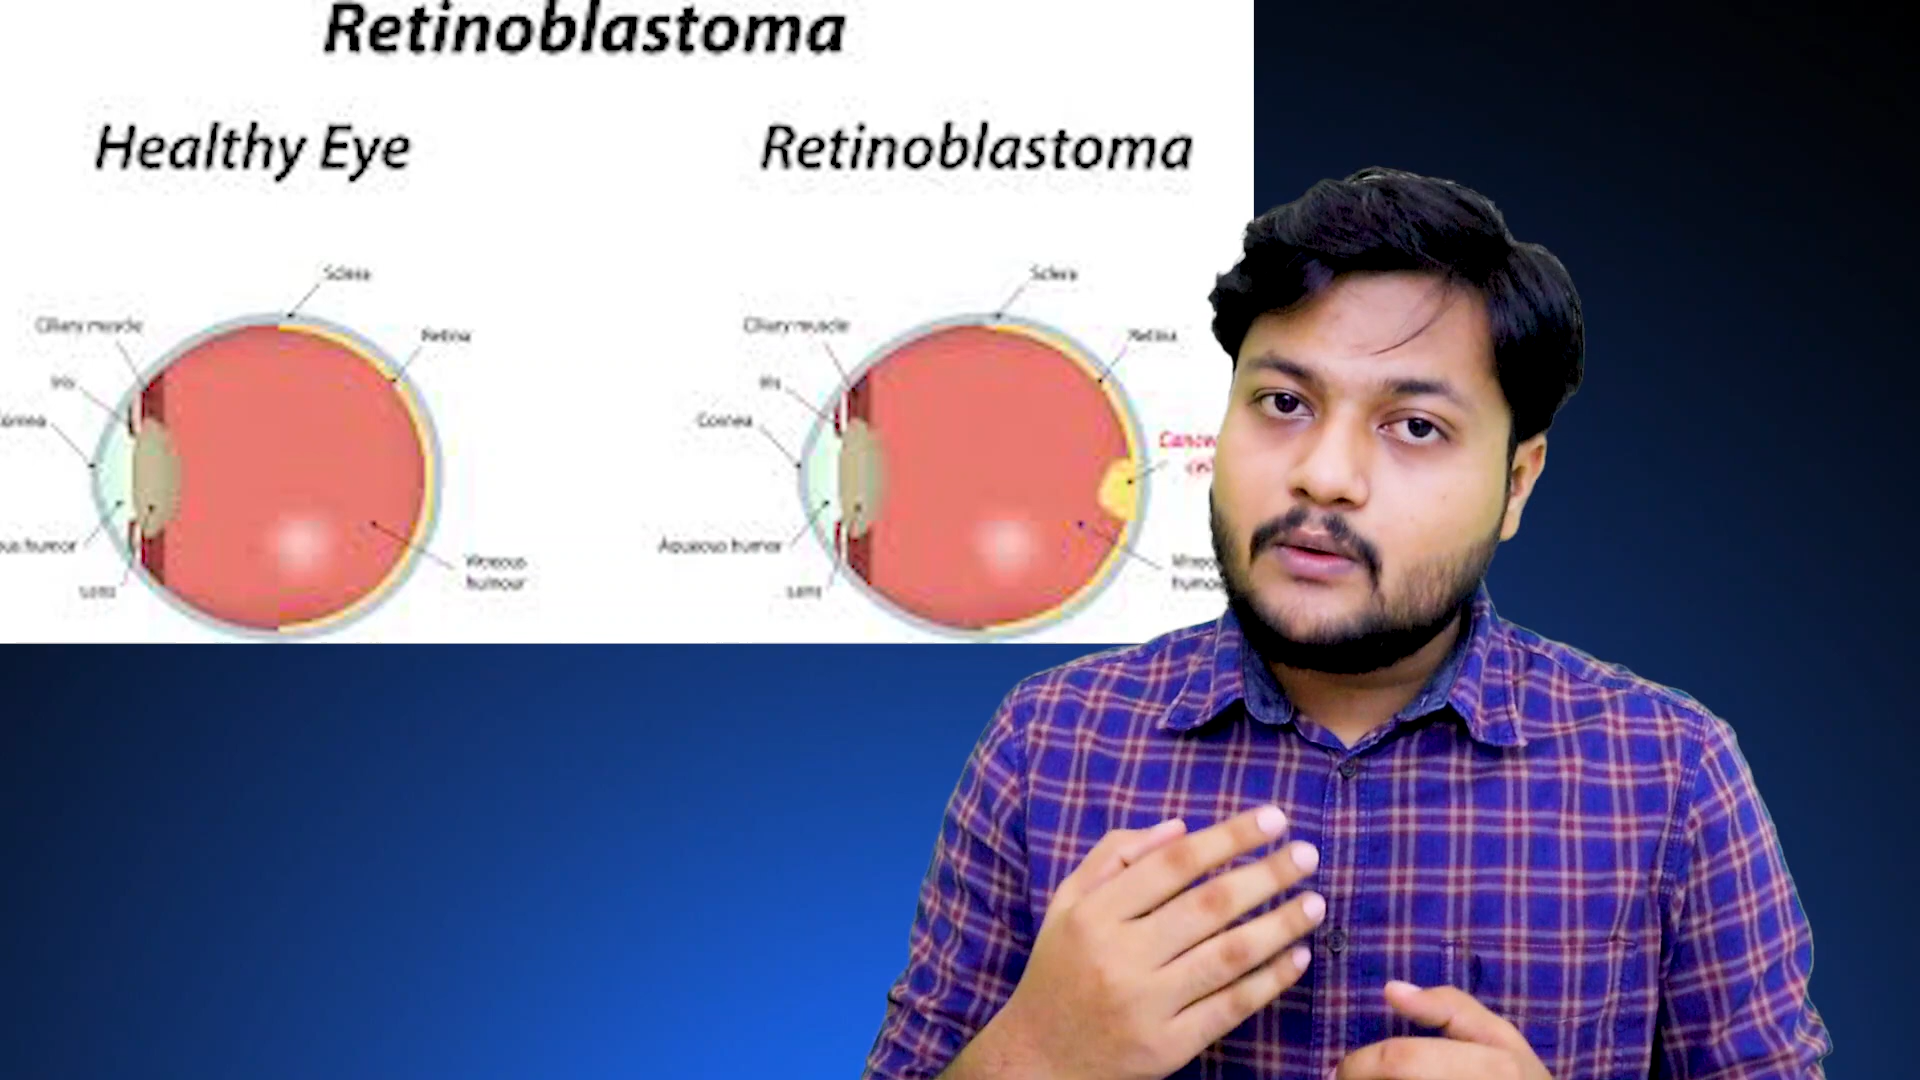 Retinoblastoma
Healthy Eye
Retinoblastoma
Sclera
Ciliary muscle
Retina
Iris
Vitreous
humour
Lens
Sclera
Ciliary muscle
Retina
Iris
Cornea
Aqueous humor
Lens